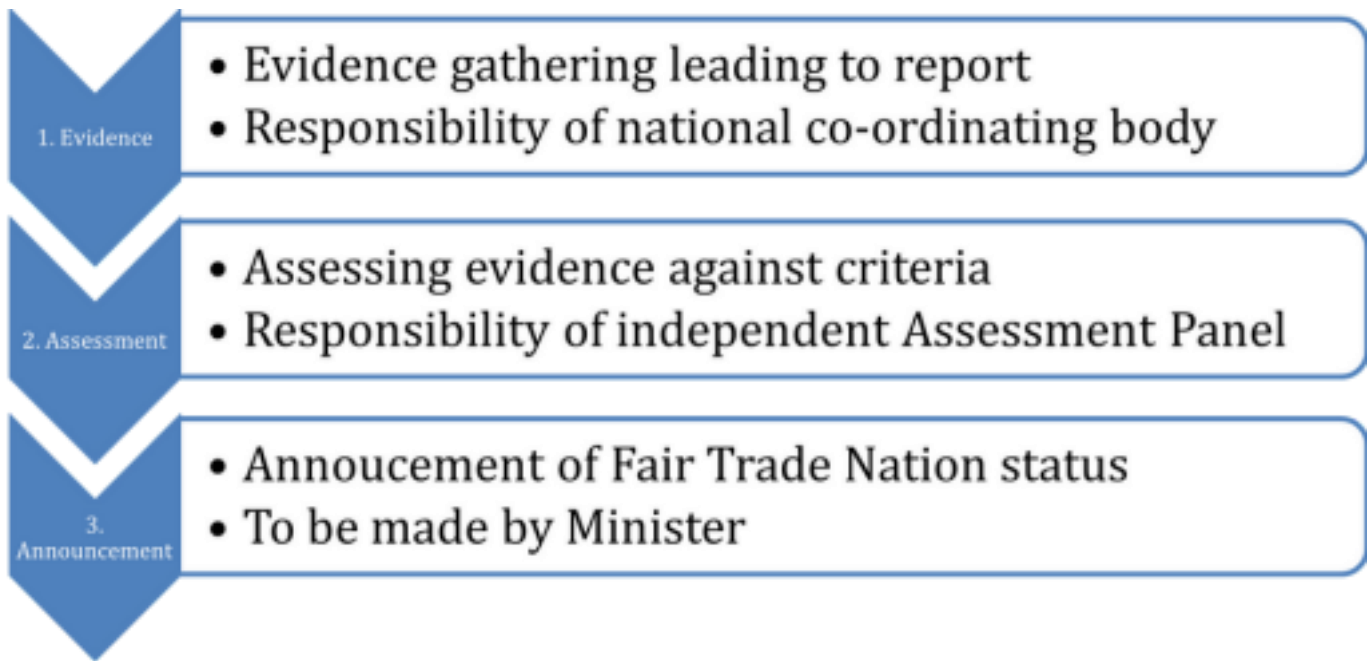 1. Evidence
• Evidence gathering leading to report
• Responsibility of national co-ordinating body
2. Assessment
• Assessing evidence against criteria
• Responsibility of independent Assessment Panel
3.
Announcement
• Annoucement of Fair Trade Nation status
• To be made by Minister